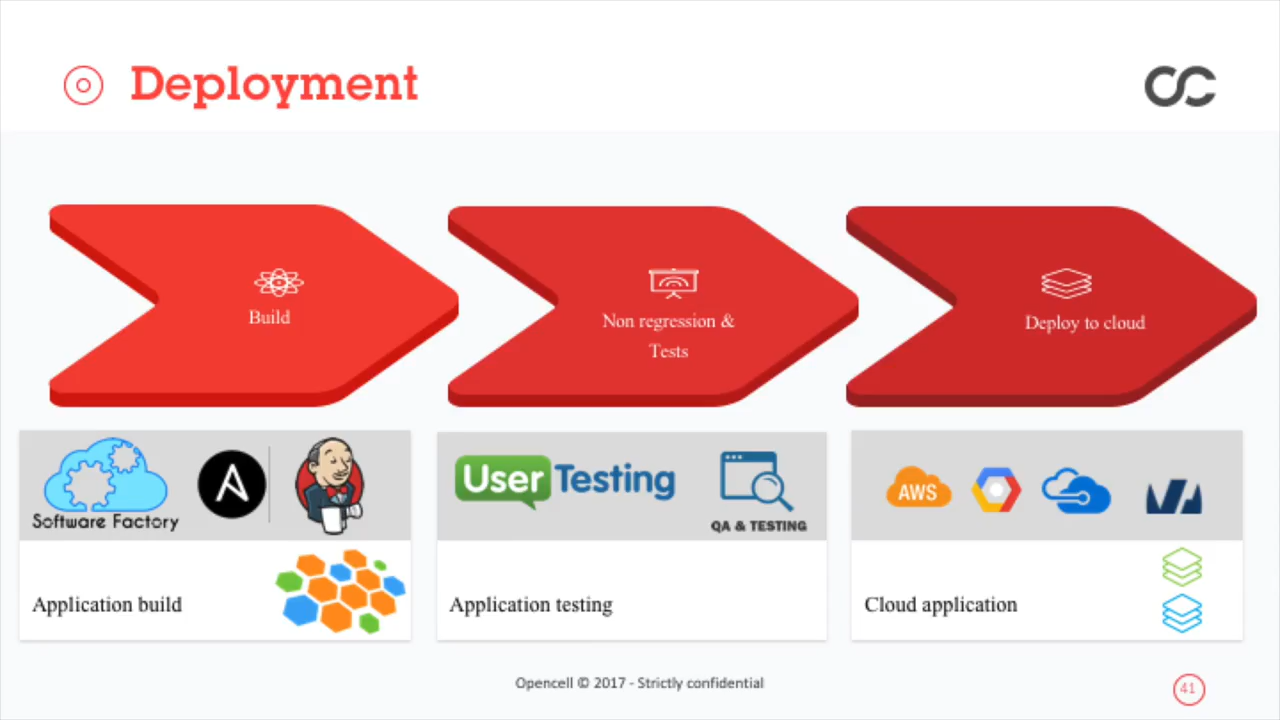 Deployment
Build
Non regression &
Tests
Deploy to cloud
Software Factory
User Testing
QA & TESTING
AWS
Application build
Application testing
Cloud application
Opencell © 2017 - Strictly confidential
41